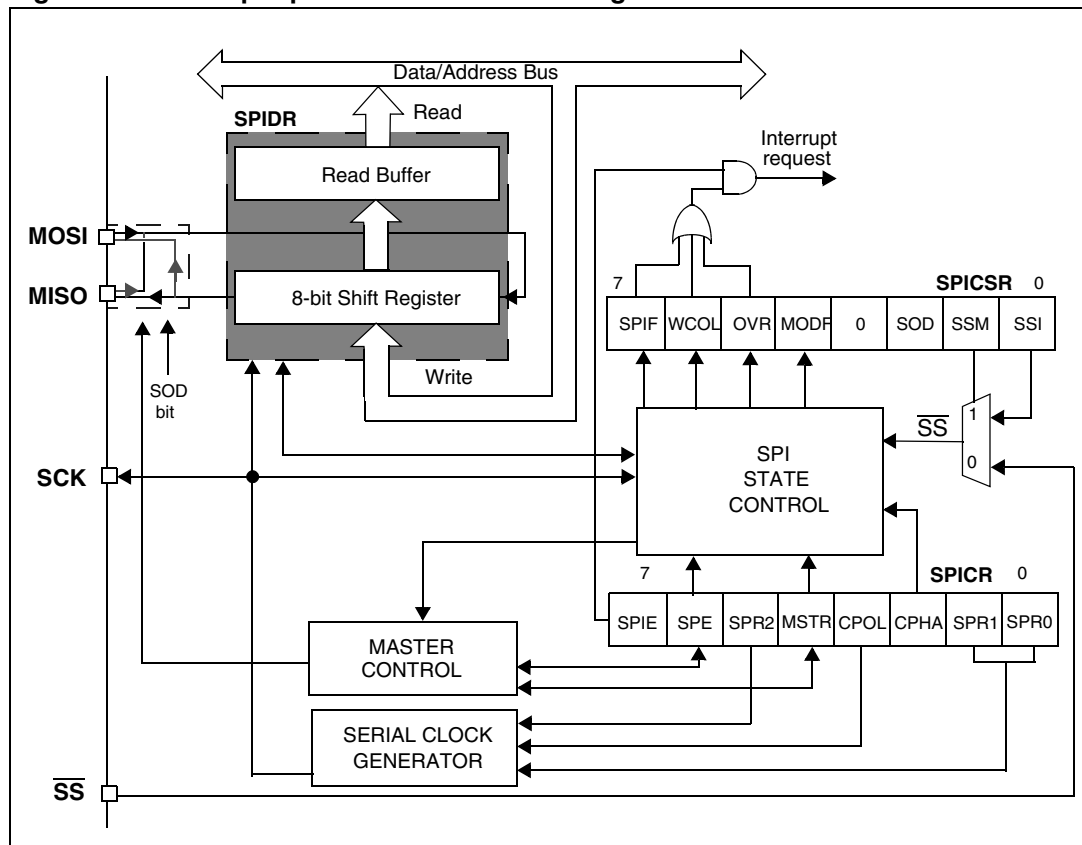 Data/Address Bus
SPIDR
Read
Interrupt
request
Read Buffer
MOSI
MISO
8-bit Shift Register
7
SPICSR
0
SPIF
WCOL
OVR
MODF
0
SOD
SSM
SSI
Write
SOD
bit
1
SS
0
SCK
SPI
STATE
CONTROL
7
SPICR
0
SPIE
SPE
SPR2
MSTR
CPOL
CPHA
SPR1
SPR0
MASTER
CONTROL
SERIAL CLOCK
GENERATOR
SS